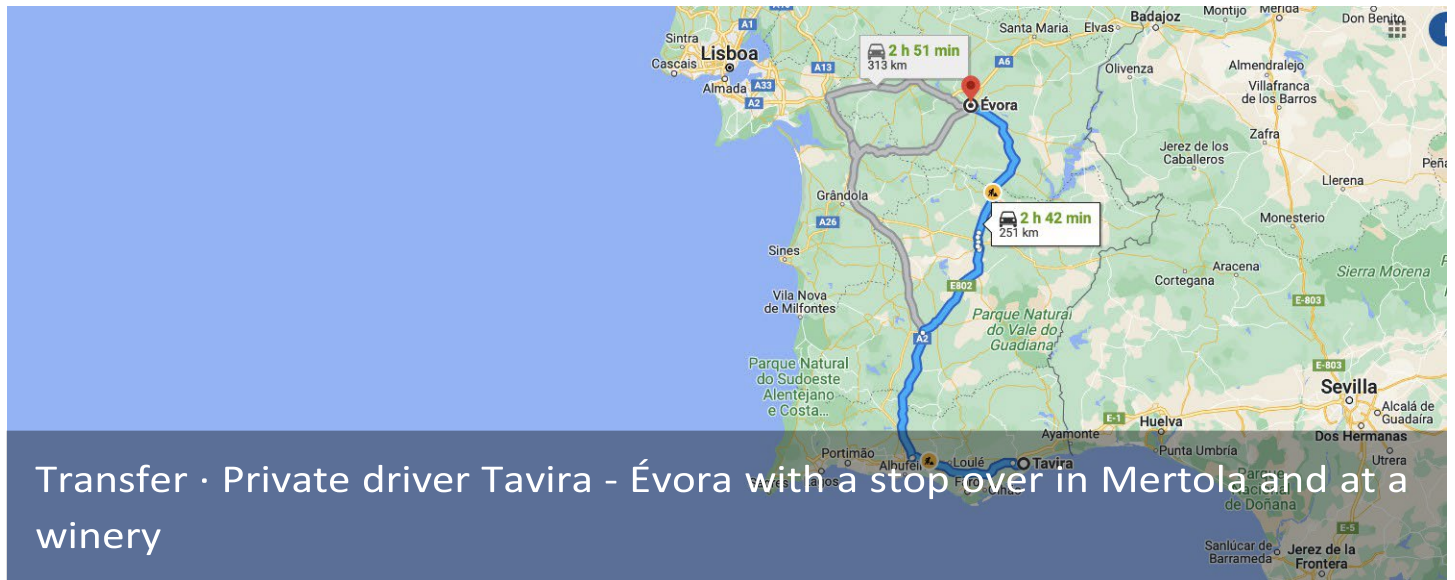 Montijo
Mérida
Don Benito
A1
Badajoz
Santa Maria
Elvas
Sintra
Lisboa
2 h 51 min
313 km
A13
A6
Cascais
Olivenza
Almendralejo
Almada
A33
Villafranca
de los Barros
A2
Évora
Zafra
Jerez de los
Caballeros
Llerena
Grândola
2 h 42 min
251 km
Monesterio
A26
Sines
Aracena
Cortegana
Sierra Morena
E802
E-803
Vila Nova
de Milfontes
Parque Natural
do Vale do
Guadiana
A2
Parque Natural
do Sudoeste
Alentejano
e Costa...
E-803
Sevilla
Alcalá de
Guadaíra
E-1
Huelva
Ayamonte
Dos Hermanas
Punta Umbría
Portimão
Loulé
Tavira
Utrera
Transfer · Private driver Tavira - Évora with a stop over in Mertola and at a
winery
Parque
Nacional
de Doñana
E-5
Sanlúcar de
Barrameda
Jerez de la
Frontera